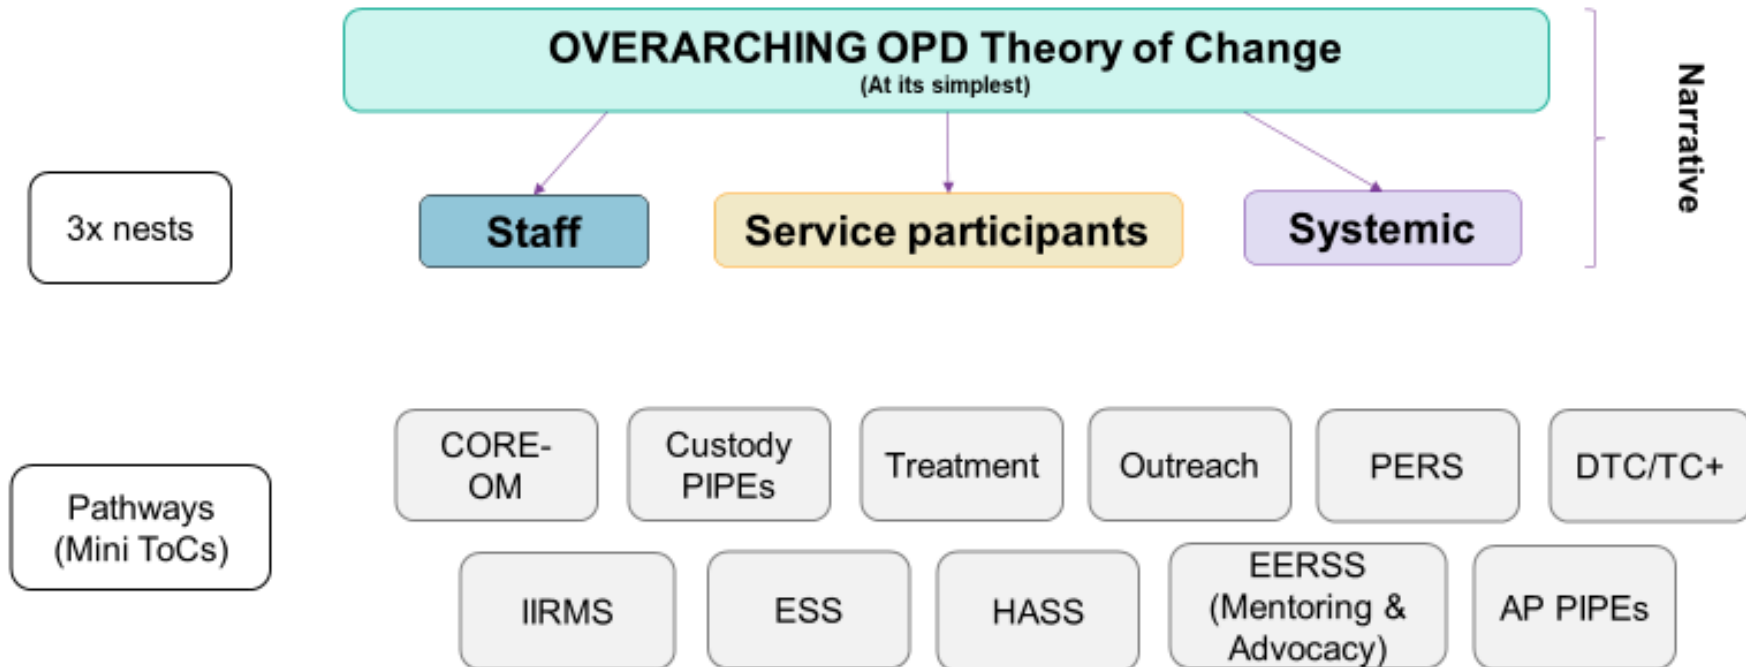 OVERARCHING OPD Theory of Change
(At its simplest)
Narrative
3x nests
Staff
Service participants
Systemic
Pathways
(Mini ToCs)
CORE-
OM
Custody
PIPEs
Treatment
Outreach
PERS
DTC/TC+
IIRMS
ESS
HASS
EERSS
(Mentoring &
Advocacy)
AP PIPEs